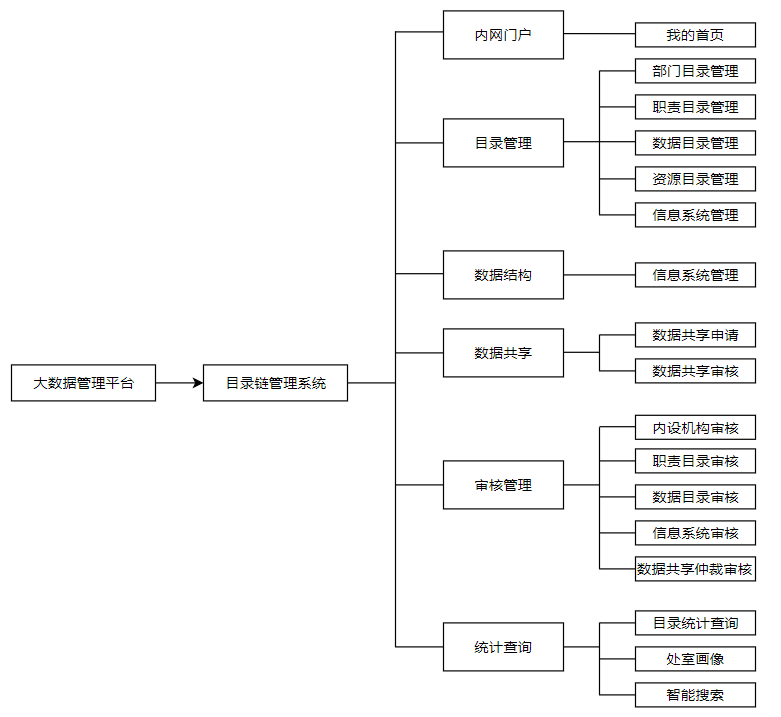 大数据管理平台
目录链管理系统
内网门户
我的首页
目录管理
部门目录管理
职责目录管理
数据目录管理
资源目录管理
信息系统管理
数据结构
信息系统管理
数据共享
数据共享申请
数据共享审核
审核管理
内设机构审核
职责目录审核
数据目录审核
信息系统审核
数据共享仲裁审核
统计查询
目录统计查询
处室画像
智能搜索